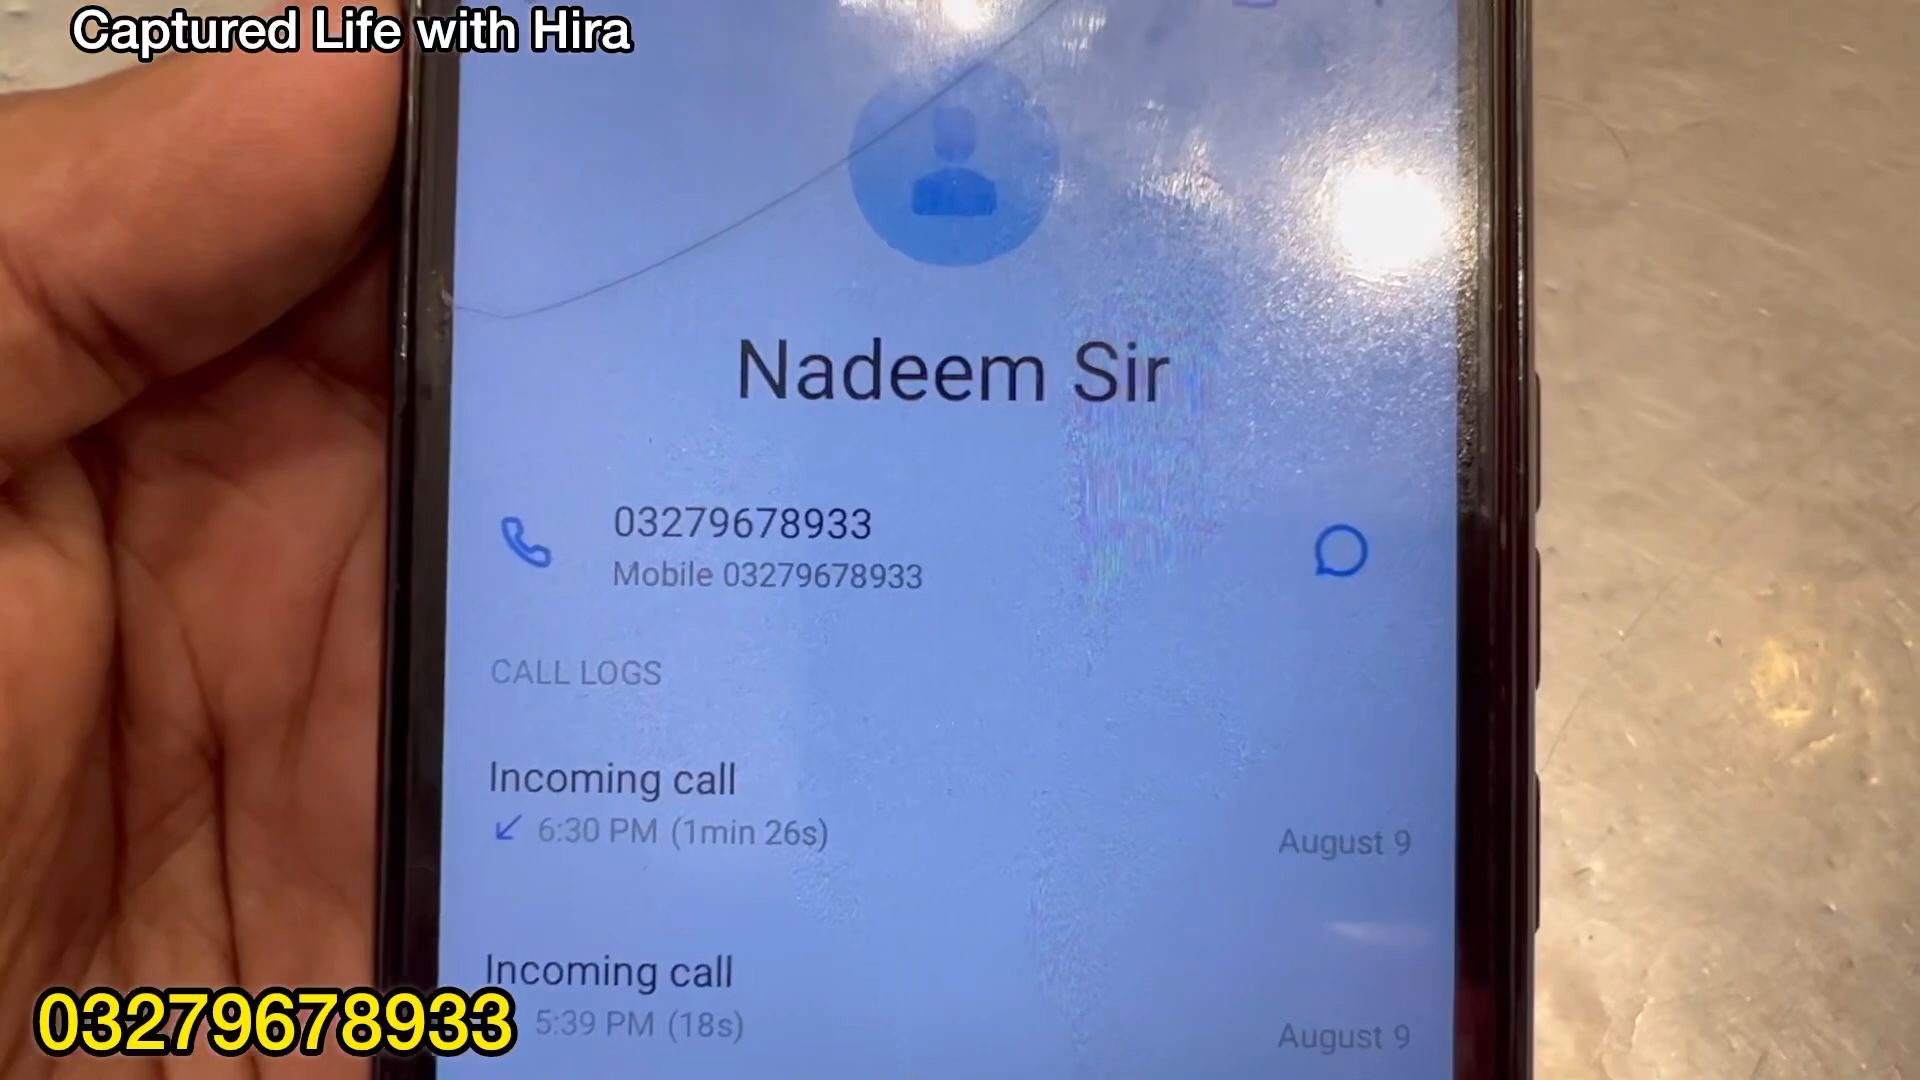 Captured Life with Hira
Nadeem Sir
03279678933
Mobile 03279678933
CALL LOGS
Incoming call
6:30 PM (1min 26s)
August 9
Incoming call
5:39 PM (18s)
August 9
03279678933